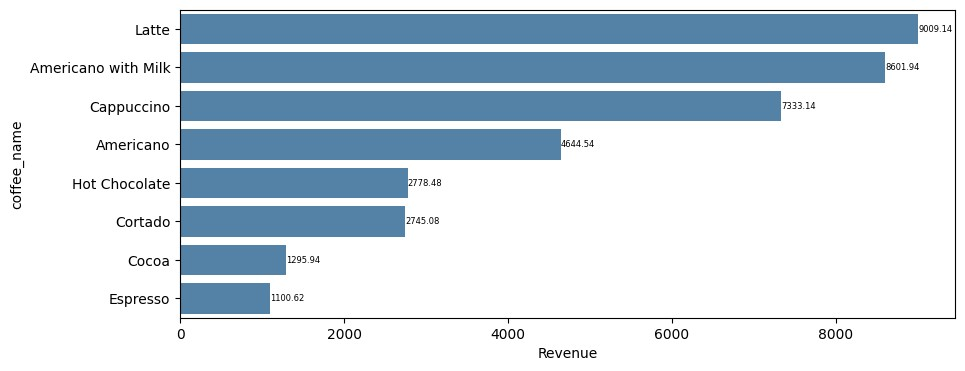 coffee_name
Latte 9009.14
Americano with Milk 8601.94
Cappuccino 7333.14
Americano 4644.54
Hot Chocolate 2778.48
Cortado 2745.08
Cocoa 1295.94
Espresso 1100.62
0 2000 4000 6000 8000
Revenue